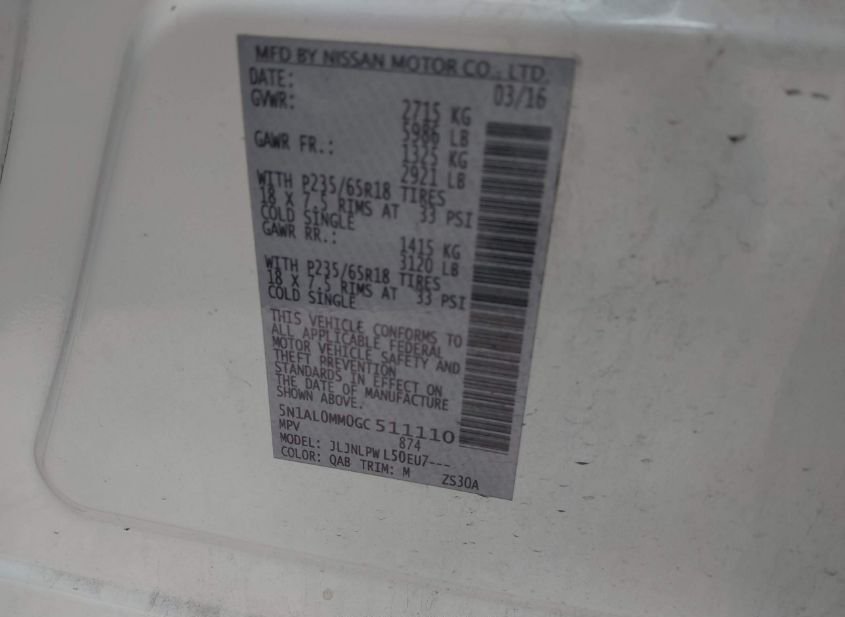 MFD BY NISSAN MOTOR CO., LTD.
DATE: 03/16
GVWR: 2715 KG
5986 LB
GAWR FR.: 1325 KG
2921 LB
WITH P235/65R18 TIRES
18 X 7.5 RIMS AT 33 PSI
COLD SINGLE
GAWR RR.: 1415 KG
3120 LB
WITH P235/65R18 TIRES
18 X 7.5 RIMS AT 33 PSI
COLD SINGLE
THIS VEHICLE CONFORMS TO
ALL APPLICABLE FEDERAL
MOTOR VEHICLE SAFETY AND
THEFT PREVENTION
STANDARDS IN EFFECT ON
THE DATE OF MANUFACTURE
SHOWN ABOVE.
5N1AL0MM0GC 511110
MPV 874
MODEL: JLJNLPW L50EU7---
COLOR: QAB TRIM: M ZS30A